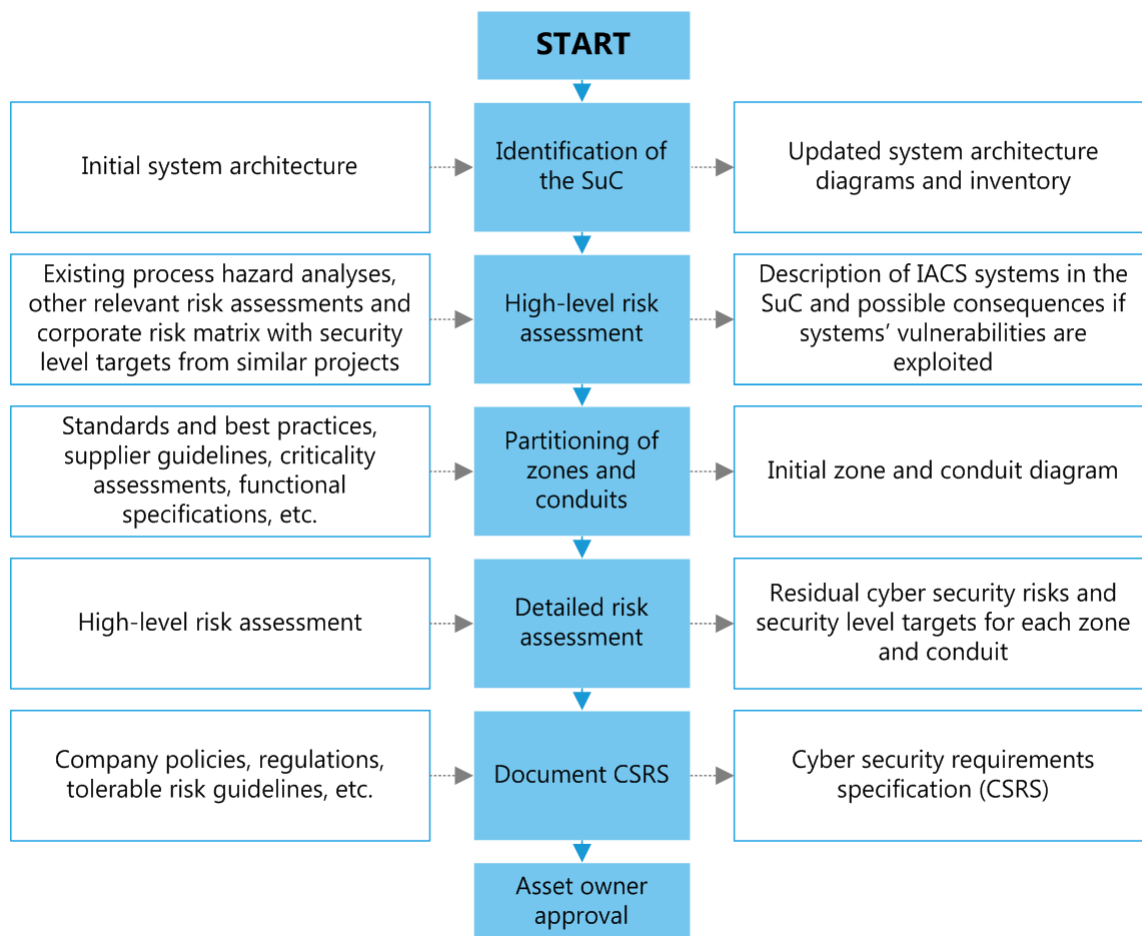 START
Initial system architecture
Identification of
the SuC
Updated system architecture
diagrams and inventory
Existing process hazard analyses,
other relevant risk assessments and
corporate risk matrix with security
level targets from similar projects
High-level risk
assessment
Description of IACS systems in the
SuC and possible consequences if
systems’ vulnerabilities are
exploited
Standards and best practices,
supplier guidelines, criticality
assessments, functional
specifications, etc.
Partitioning of
zones and
conduits
Initial zone and conduit diagram
High-level risk assessment
Detailed risk
assessment
Residual cyber security risks and
security level targets for each zone
and conduit
Company policies, regulations,
tolerable risk guidelines, etc.
Document CSRS
Cyber security requirements
specification (CSRS)
Asset owner
approval